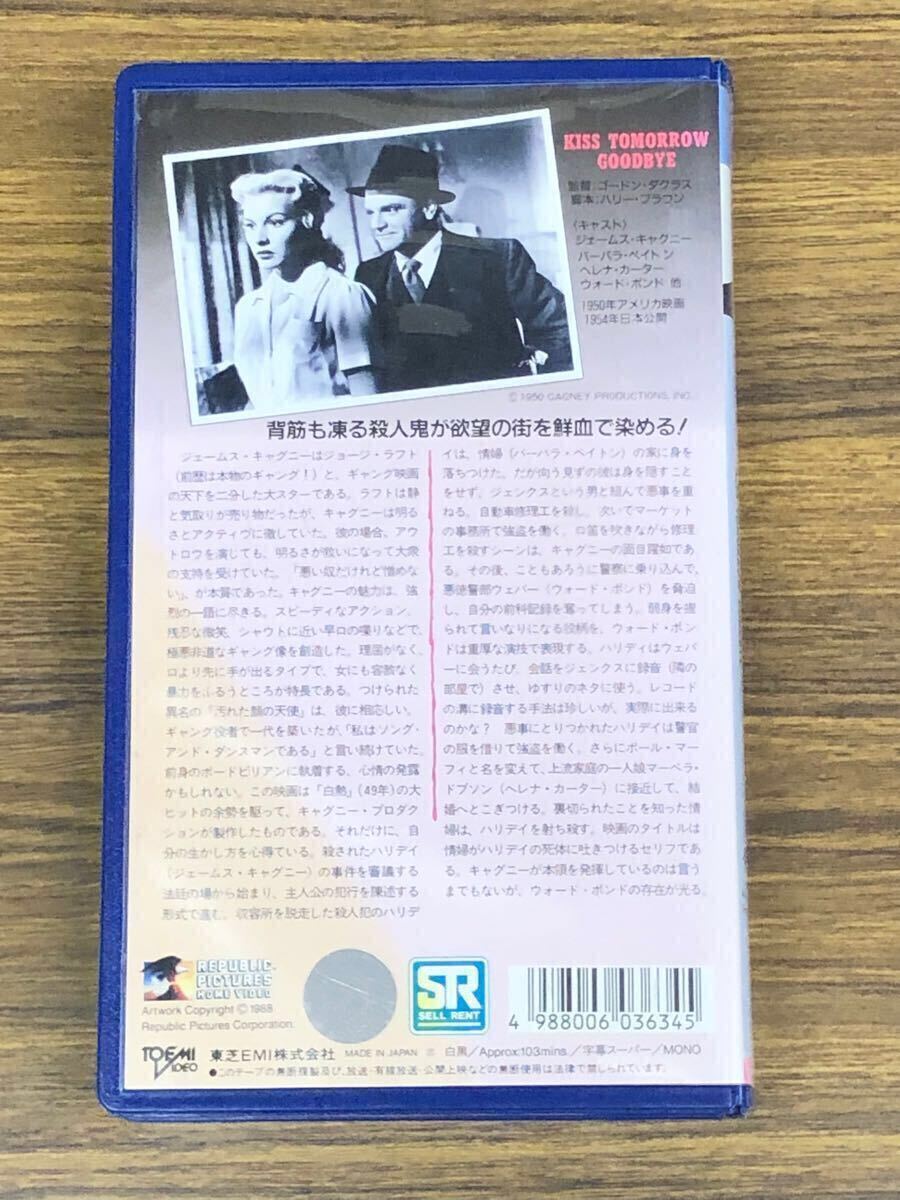 KISS TOMORROW
GOODBYE
監督:ゴードン・ダグラス
脚本:ハリー・ブラウン
〈キャスト〉
ジェームス・キャグニー
バーバラ・ペイトン
ヘレナ・カーター
ウォード・ボンド 他
1950年アメリカ映画
1954年日本公開
© 1950 CAGNEY PRODUCTIONS, INC.
背筋も凍る殺人鬼が欲望の街を鮮血で染める!
ジェームス・キャグニーはジョージ・ラフト
(前歴は本物のギャング!)と、ギャング映画
の天下を二分した大スターである。ラフトは静
と気取りが売り物だったが、キャグニーは明る
さとアクティヴに徹していた。彼の場合、アウ
トロウを演じても、明るさが救いになって大衆
の支持を受けていた。「悪い奴だけれど憎めな
い」、が本質であった。キャグニーの魅力は、強
烈の一語に尽きる。スピーディなアクション、
残忍な微笑、シャウトに近い早口の喋りなどで、
極悪非道なギャング像を創造した。理屈がなく、
口より先に手が出るタイプで、女にも容赦なく
暴力をふるうところが特長である。つけられた
異名の「汚れた顔の天使」は、彼に相応しい。
ギャング役者で一代を築いたが、「私はソング・
アンド・ダンスマンである」と言い続けていた。
前身のボードビリアンに執着する、心情の発露
かもしれない。この映画は「白熱」(49年)の大
ヒットの余勢を駆って、キャグニー・プロダク
ションが製作したものである。それだけに、自
分の生かし方を心得ている。殺されたハリデイ
(ジェームス・キャグニー)の事件を審議する
法廷の場から始まり、主人公の犯行を陳述する
形式で進む。収容所を脱走した殺人犯のハリデ
イは、情婦(バーバラ・ペイトン)の家に身を
落ちつけた。だが向う見ずの彼は身を隠すこと
をせず、ジェンクスという男と組んで悪事を重
ねる。自動車修理工を殺し、次いでマーケット
の事務所で強盗を働く。口笛を吹きながら修理
工を殺すシーンは、キャグニーの面目躍如であ
る。その後、こともあろうに警察に乗り込んで、
悪徳警部ウェバー(ウォード・ボンド)を脅迫
し、自分の前科記録を奪ってしまう。弱身を握
られて言いなりになる役柄を、ウォード・ボン
ドは重厚な演技で表現する。ハリデイはウェバ
ーに会うたび、会話をジェンクスに録音(隣の
部屋で)させ、ゆすりのネタに使う。レコード
の溝に録音する手法は珍しいが、実際に出来る
のかな? 悪事にとりつかれたハリデイは警官
の服を借りて強盗を働く。さらにポール・マー
フィと名を変えて、上流家庭の一人娘マーベラ・
ドブソン(ヘレナ・カーター)に接近して、結
婚へとこぎつける。裏切られたことを知った情
婦は、ハリデイを射ち殺す。映画のタイトルは
情婦がハリデイの死体に吐きつけるセリフであ
る。キャグニーが本領を発揮しているのは言う
までもないが、ウォード・ボンドの存在が光る。
REPUBLIC
PICTURES
HOME VIDEO
Artwork Copyright © 1988
Republic Pictures Corporation.
SR
SELL RENT
4 988006 036345
TOEMI
VIDEO
東芝EMI株式会社 MADE IN JAPAN 白黒/Approx:103mins./字幕スーパー/MONO
●このテープの無断複製及び、放送・有線放送・公開上映などの無断使用は法律で禁じられています。